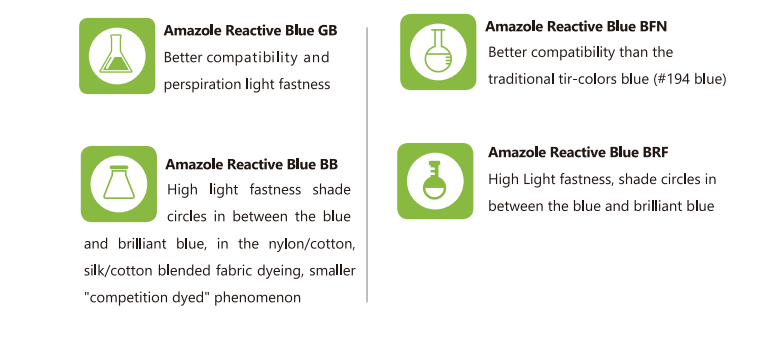 Amazole Reactive Blue GB
Better compatibility and
perspiration light fastness
Amazole Reactive Blue BB
High light fastness shade
circles in between the blue
and brilliant blue, in the nylon/cotton,
silk/cotton blended fabric dyeing, smaller
"competition dyed" phenomenon
Amazole Reactive Blue BFN
Better compatibility than the
traditional tir-colors blue (#194 blue)
Amazole Reactive Blue BRF
High Light fastness, shade circles in
between the blue and brilliant blue